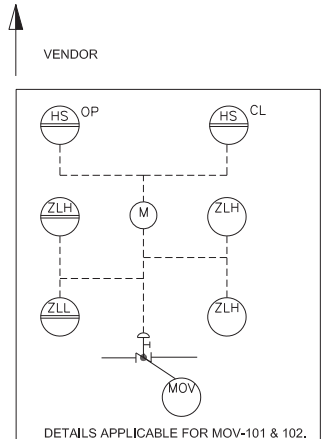 VENDOR
HS OP
HS CL
ZLH
M
ZLH
ZLL
ZLH
MOV
DETAILS APPLICABLE FOR MOV-101 & 102.